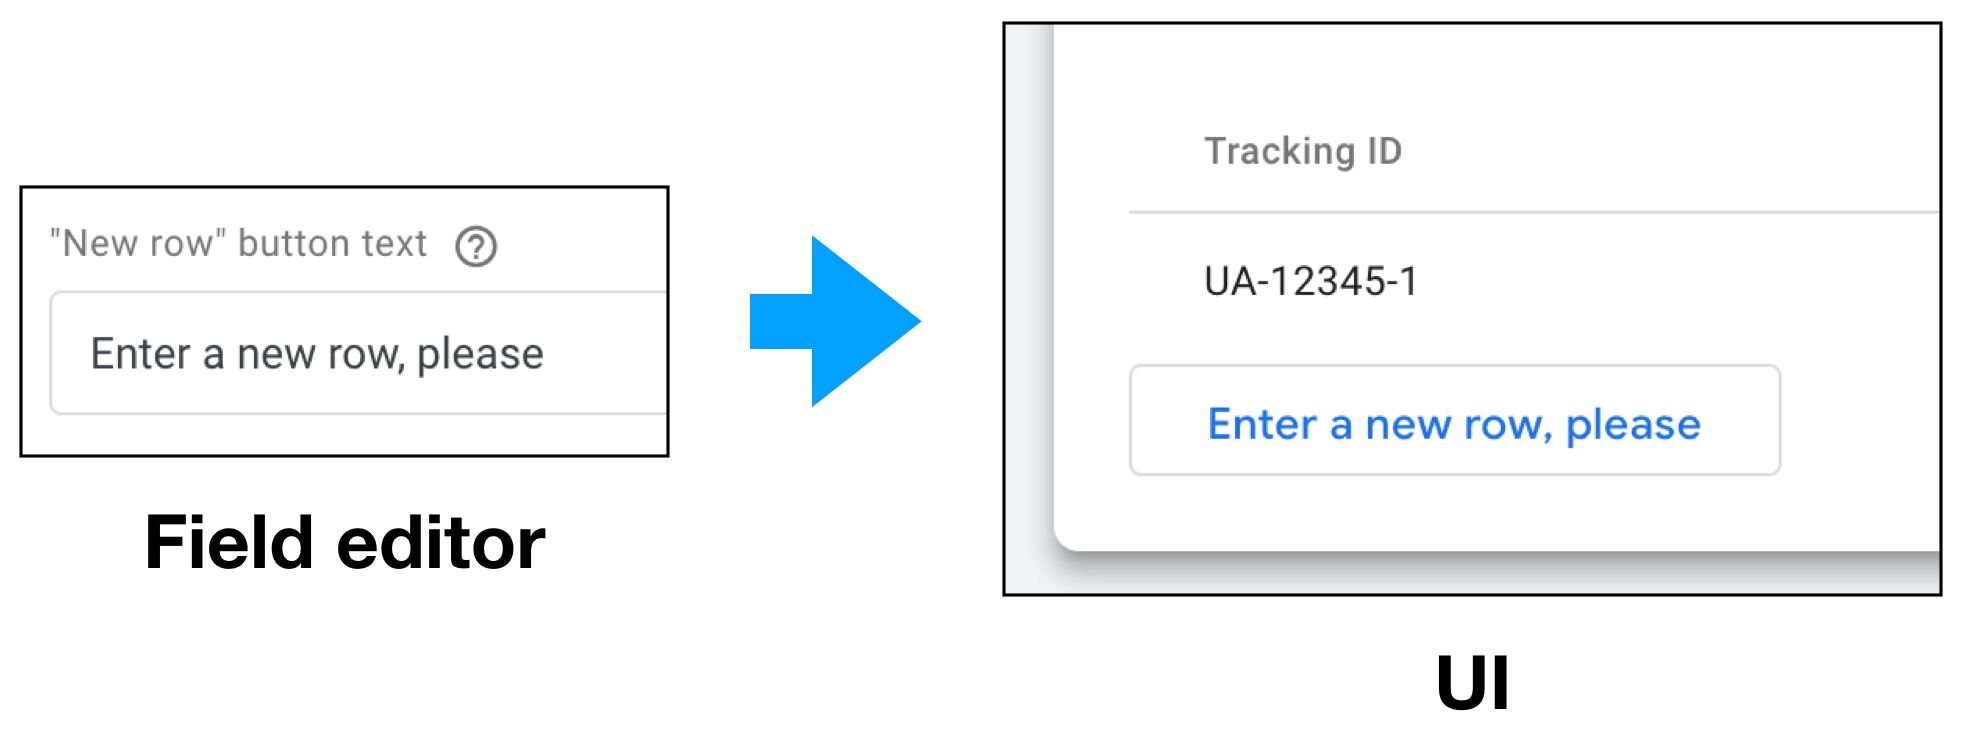 "New row" button text
Enter a new row, please
Field editor
Tracking ID
UA-12345-1
Enter a new row, please
UI